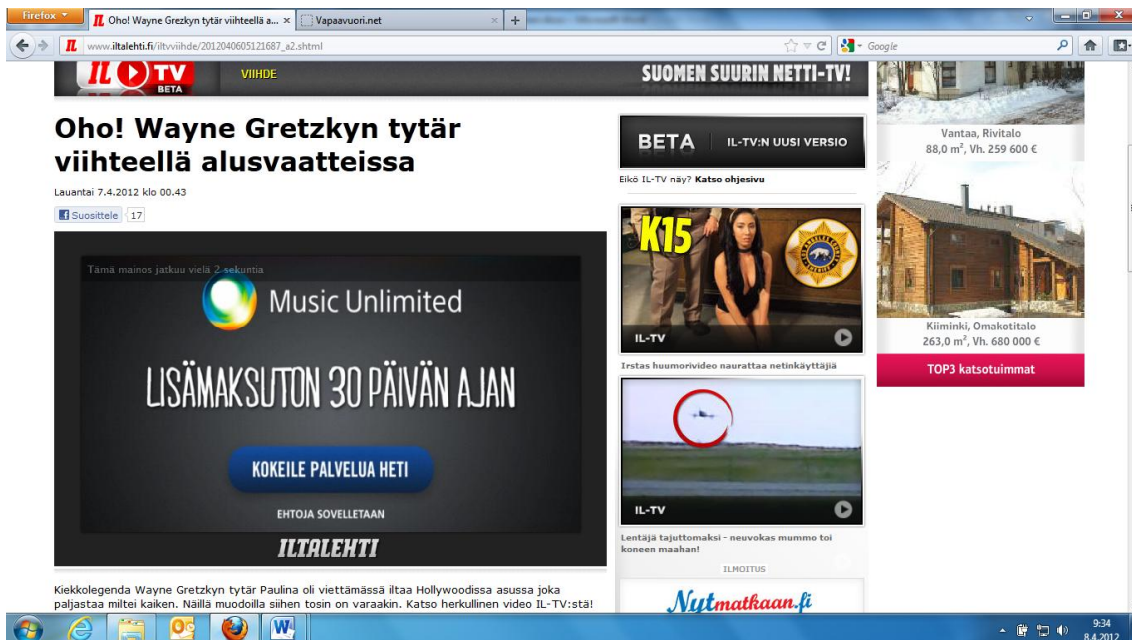 Firefox
Oho! Wayne Grezkyn tytär viihteellä a...
Vapaavuori.net
www.iltalehti.fi/iltvviihde/2012040605121687_a2.shtml
Google
IL TV
BETA
VIIHDE
SUOMEN SUURIN NETTI-TV!
Oho! Wayne Gretzkyn tytär
viihteellä alusvaatteissa
Lauantai 7.4.2012 klo 00.43
Suosittele 17
Tämä mainos jatkuu vielä 2 sekuntia
Music Unlimited
LISÄMAKSUTON 30 PÄIVÄN AJAN
KOKEILE PALVELUA HETI
EHTOJA SOVELLETAAN
ILTALEHTI
Kiekkolegenda Wayne Gretzkyn tytär Paulina oli viettämässä iltaa Hollywoodissa asussa joka
paljastaa miltei kaiken. Näillä muodoilla siihen tosin on varaakin. Katso herkullinen video IL-TV:stä!
BETA IL-TV:N UUSI VERSIO
Eikö IL-TV näy? Katso ohjesivu
K15
IL-TV
Irstas huumorivideo naurattaa netinkäyttäjiä
IL-TV
Lentäjä tajuttomaksi - neuvokas mummo toi
koneen maahan!
ILMOITUS
Nytmatkaan.fi
Vantaa, Rivitalo
88,0 m², Vh. 259 600 €
Kiiminki, Omakotitalo
263,0 m², Vh. 680 000 €
TOP3 katsotuimmat
9:34
8.4.2012